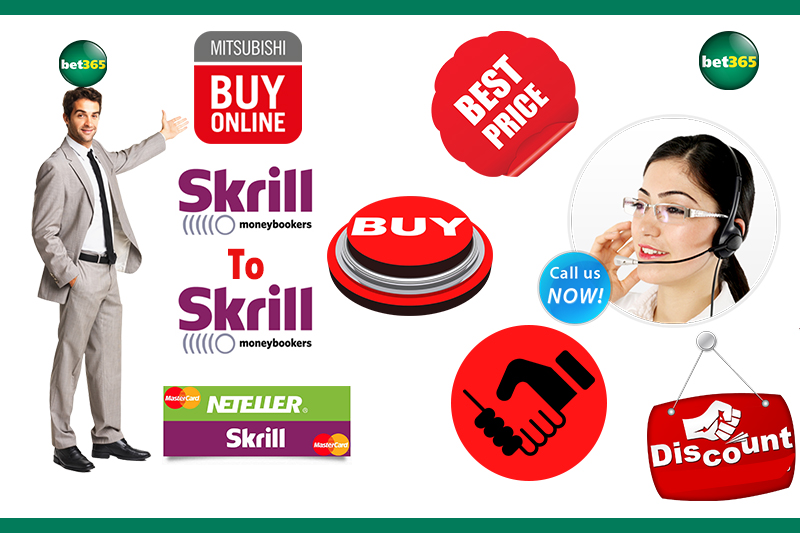 bet365
MITSUBISHI
BUY
ONLINE
Skrill
moneybookers
To
Skrill
moneybookers
MasterCard
NETELLER®
Skrill
MasterCard
BEST
PRICE
BUY
bet365
Call us
NOW!
Discount